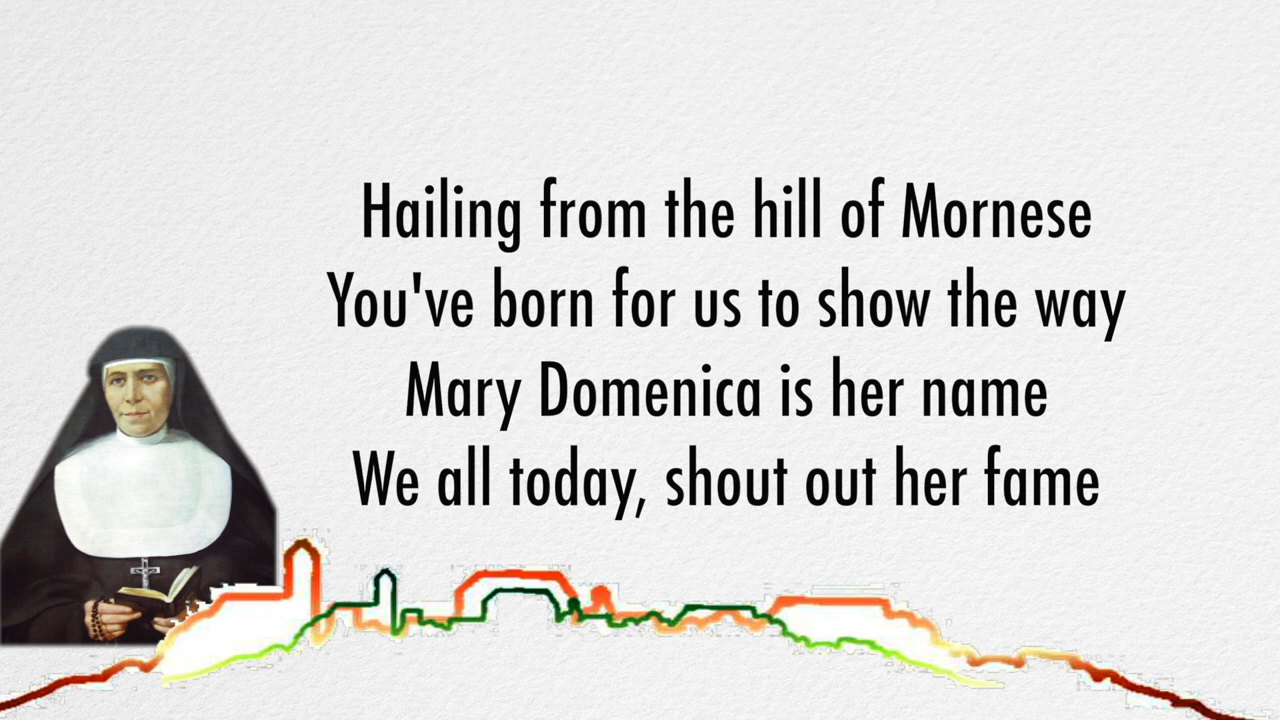 Hailing from the hill of Mornese
You've born for us to show the way
Mary Domenica is her name
We all today, shout out her fame